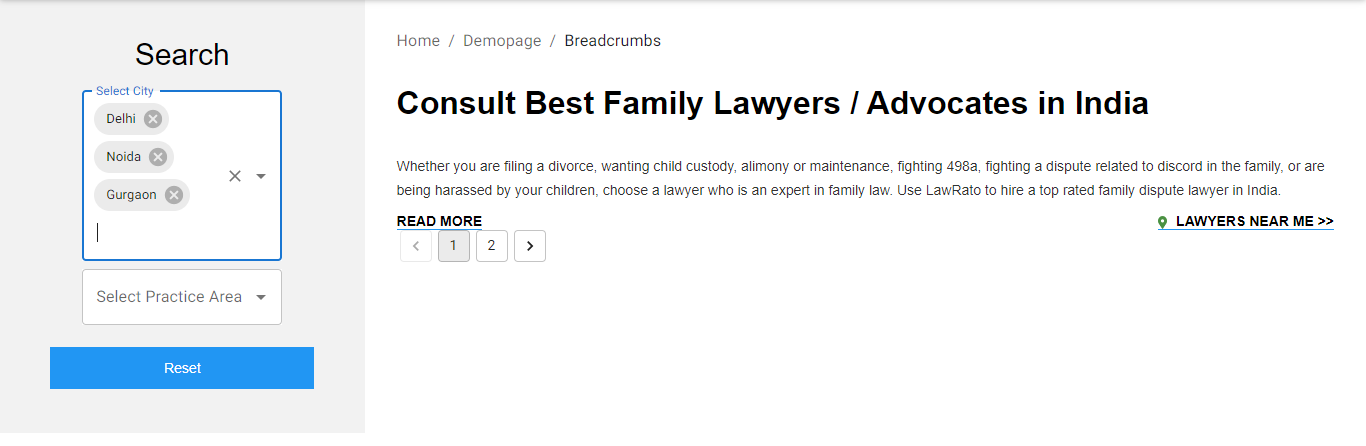 Search
Select City
Delhi
Noida
Gurgaon
Select Practice Area
Reset
Home / Demopage / Breadcrumbs
Consult Best Family Lawyers / Advocates in India
Whether you are filing a divorce, wanting child custody, alimony or maintenance, fighting 498a, fighting a dispute related to discord in the family, or are
being harassed by your children, choose a lawyer who is an expert in family law. Use LawRato to hire a top rated family dispute lawyer in India.
READ MORE
LAWYERS NEAR ME >>
1 2